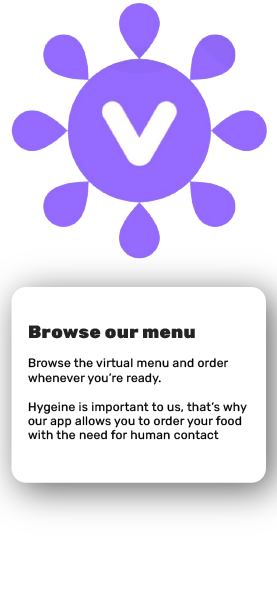 V
Browse our menu
Browse the virtual menu and order
whenever you're ready.
Hygeine is important to us, that's why
our app allows you to order your food
with the need for human contact